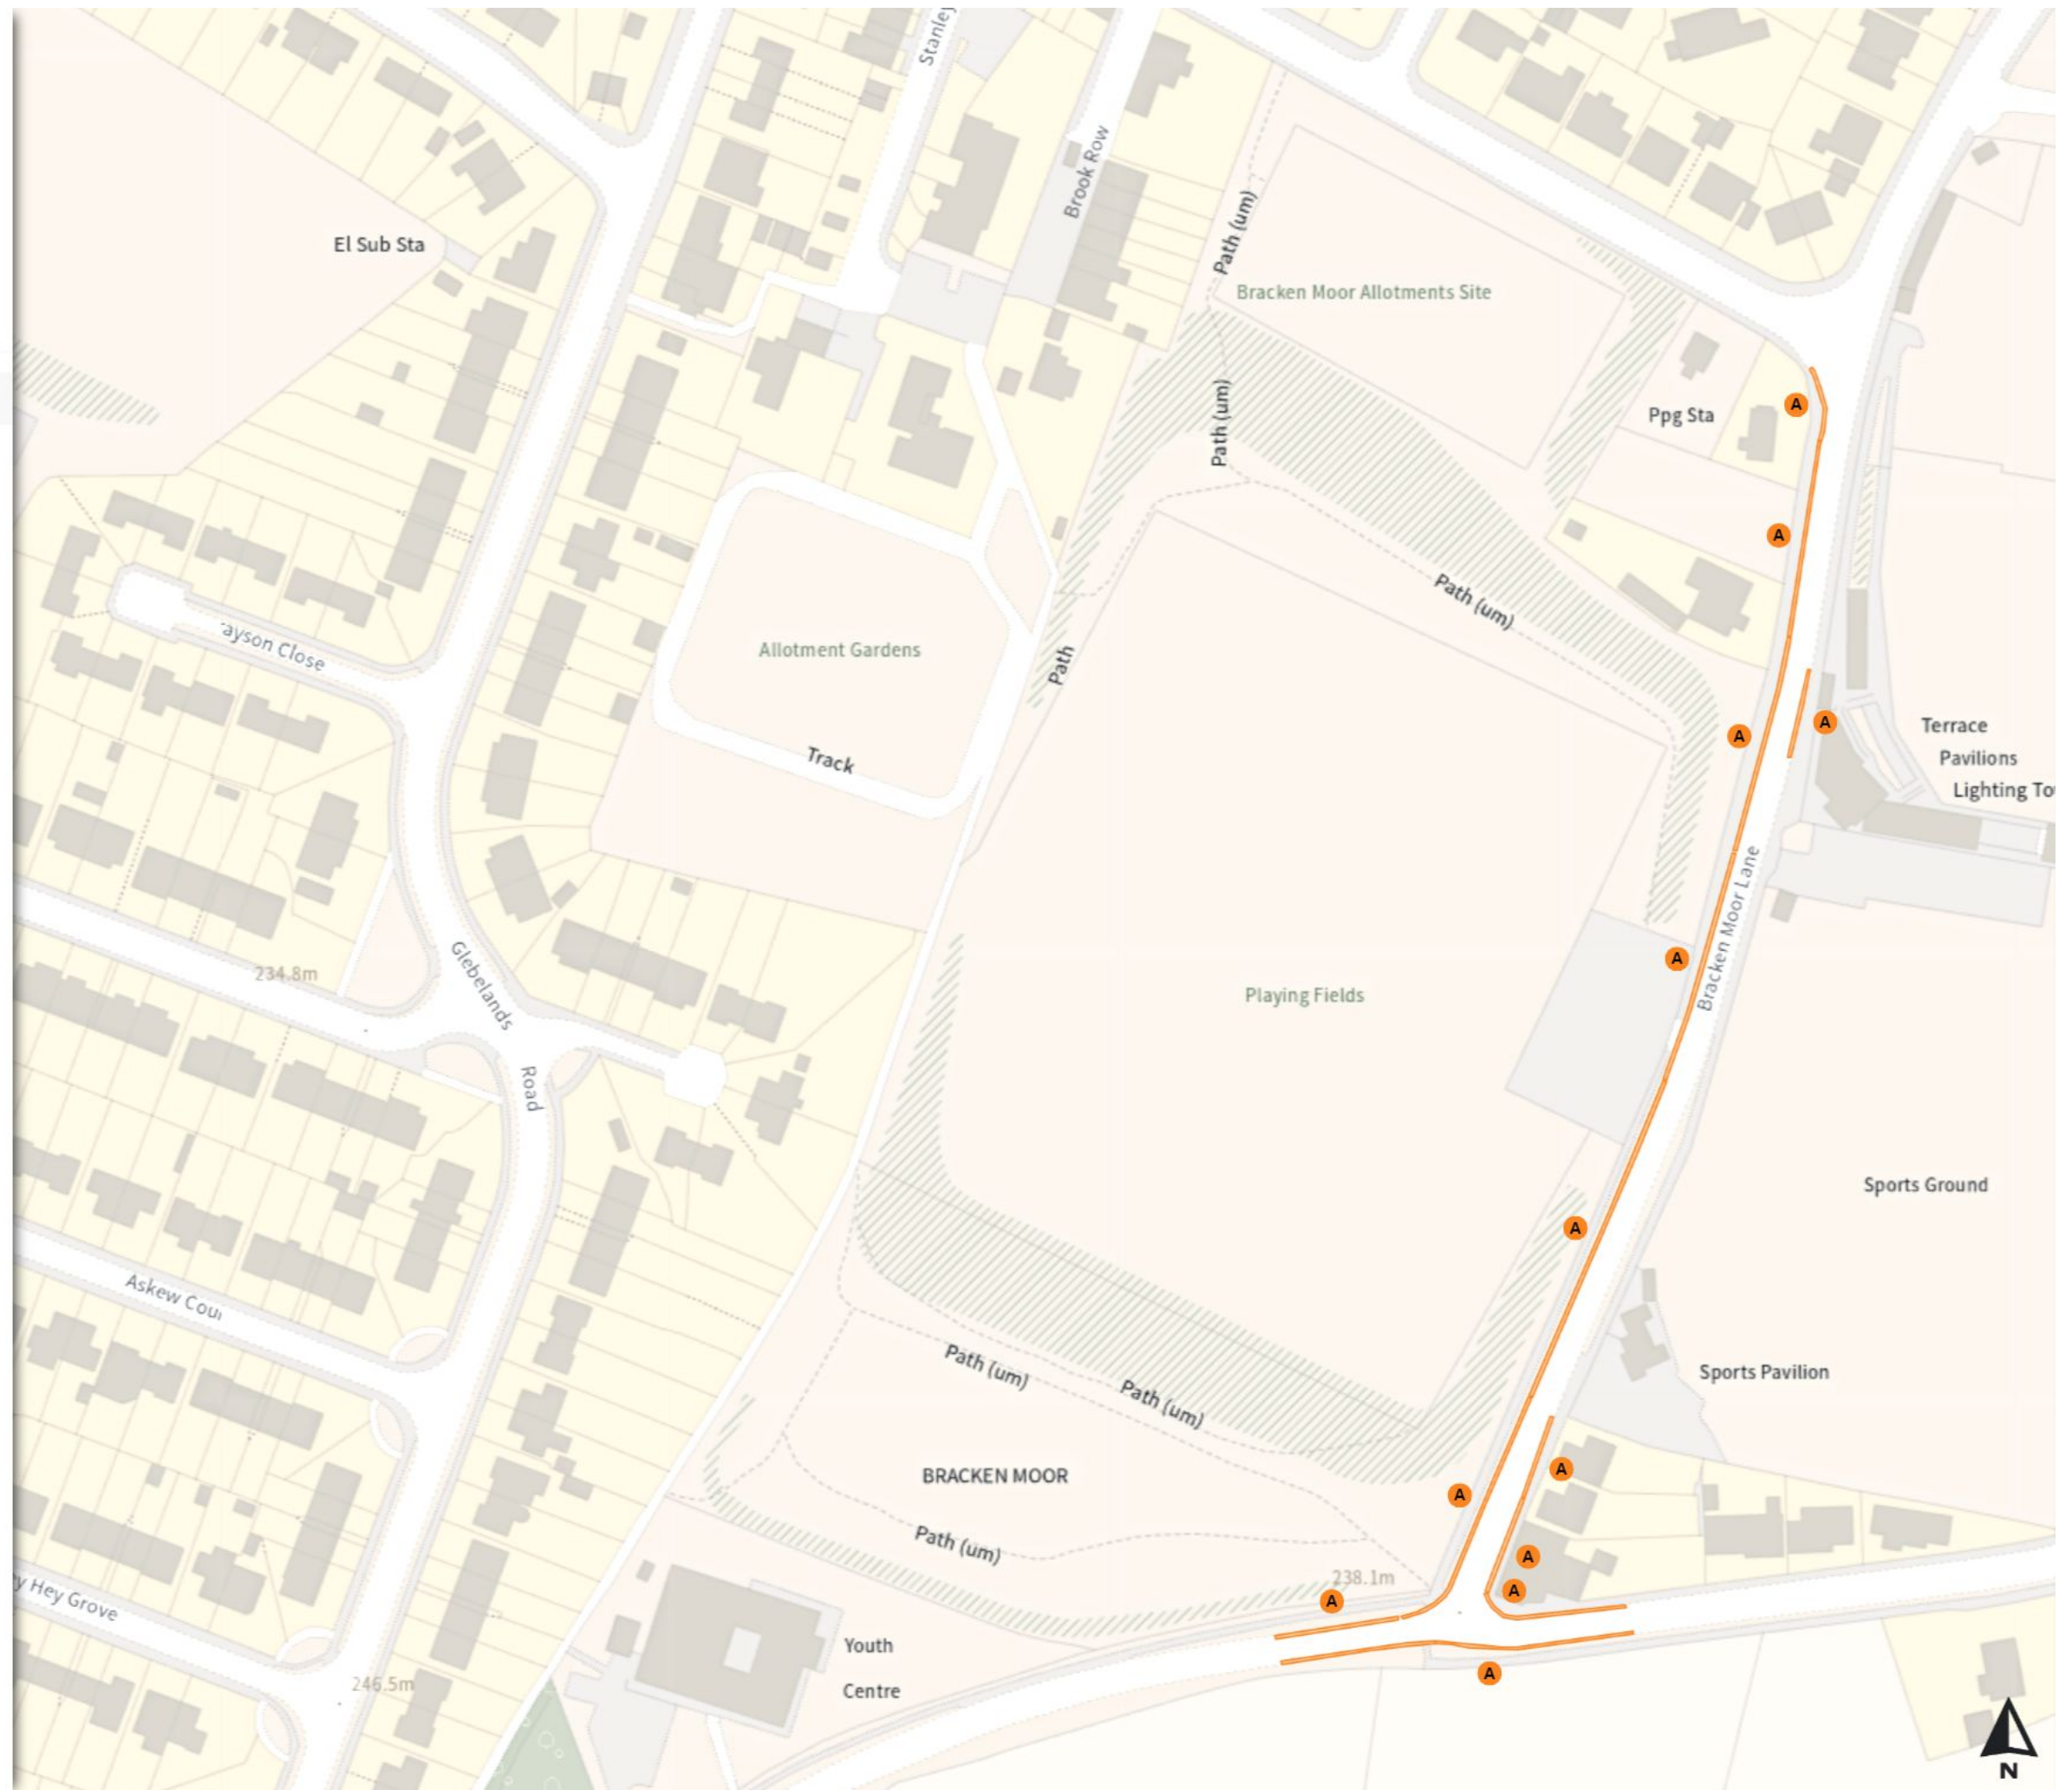 Stanley
Brook Row
El Sub Sta
Path (um)
Bracken Moor Allotments Site
Path (um)
Ppg Sta
A
A
Path (um)
ayson Close
Allotment Gardens
Path
A
A
Terrace
Pavilions
Lighting To
Track
Bracken Moor Lane
A
Glebelands
Road
234.8m
Playing Fields
A
Sports Ground
Askew Cou
Path (um)
Path (um)
Sports Pavilion
BRACKEN MOOR
A
A
Path (um)
A
A
238.1m
A
y Hey Grove
Youth
Centre
A
246.5m
N